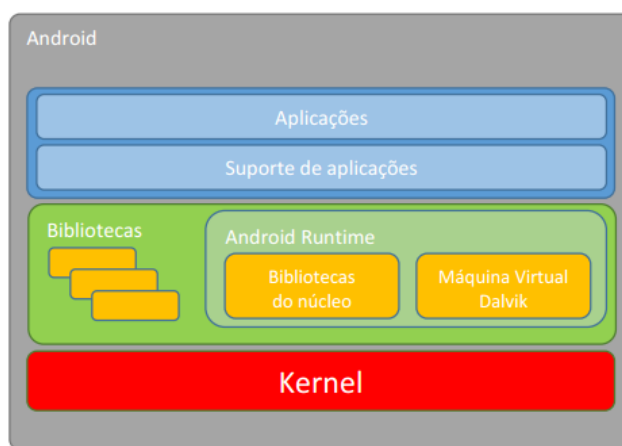 Android
Aplicações
Suporte de aplicações
Bibliotecas
Android Runtime
Bibliotecas
do núcleo
Máquina Virtual
Dalvik
Kernel